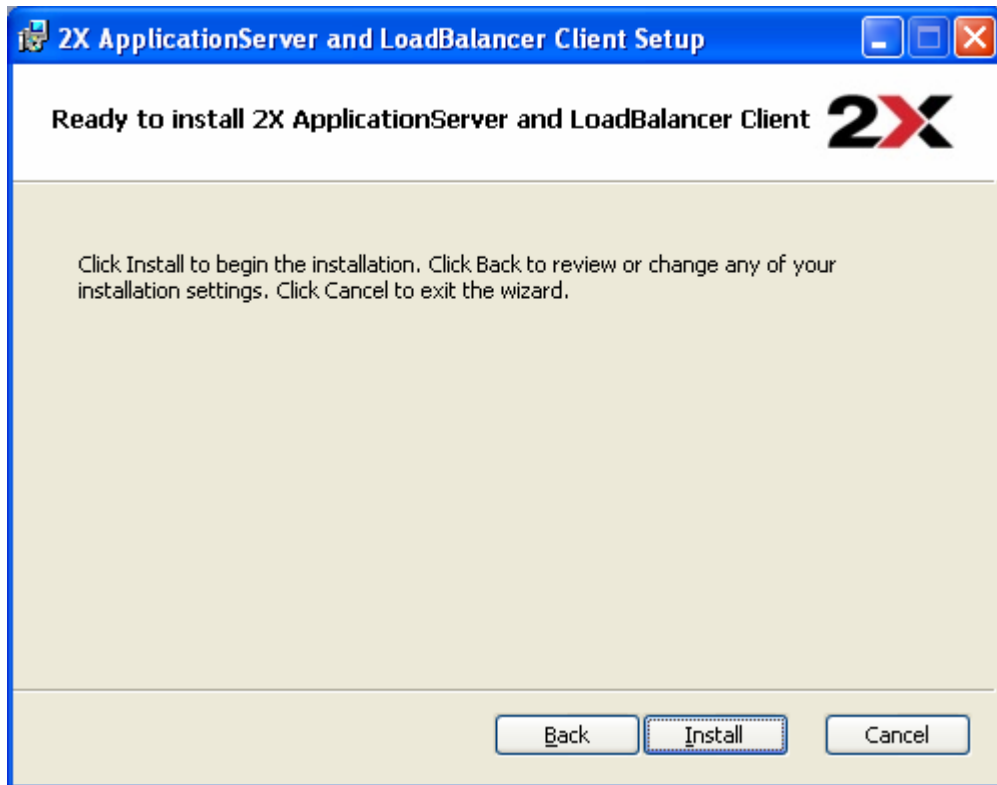 2X ApplicationServer and LoadBalancer Client Setup
Ready to install 2X ApplicationServer and LoadBalancer Client 2X
Click Install to begin the installation. Click Back to review or change any of your
installation settings. Click Cancel to exit the wizard.
Back Install Cancel